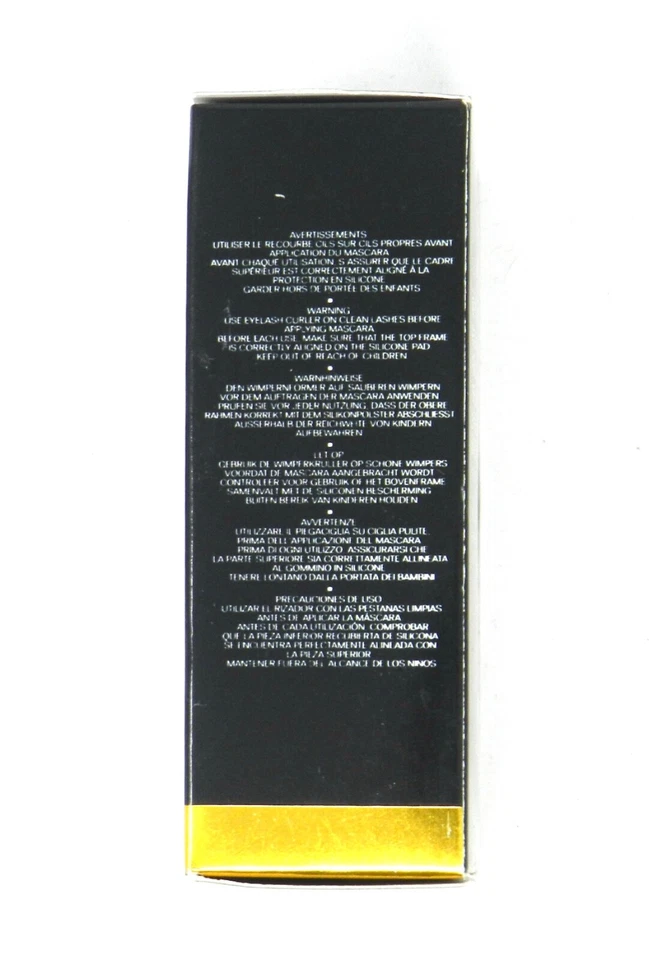 AVERTISSEMENTS
UTILISER LE RECOURBE CILS SUR CILS PROPRES AVANT
APPLICATION DU MASCARA
AVANT CHAQUE UTILISATION, S'ASSURER QUE LE CADRE
SUPÉRIEUR EST CORRECTEMENT ALIGNÉ À LA
PROTECTION EN SILICONE
GARDER HORS DE PORTÉE DES ENFANTS
WARNING
USE EYELASH CURLER ON CLEAN LASHES BEFORE
APPLYING MASCARA
BEFORE EACH USE, MAKE SURE THAT THE TOP FRAME
IS CORRECTLY ALIGNED ON THE SILICONE PAD
KEEP OUT OF REACH OF CHILDREN
WARNHINWEISE
DEN WIMPERNFORMER AUF SAUBEREN WIMPERN
VOR DEM AUFTRAGEN DER MASCARA ANWENDEN
PRÜFEN SIE VOR JEDER NUTZUNG, DASS DER OBERE
RAHMEN KORREKT MIT DEM SILIKONPOLSTER ABSCHLIESST
AUSSERHALB DER REICHWEITE VON KINDERN
AUFBEWAHREN
LET OP
GEBRUIK DE WIMPERKRULLER OP SCHONE WIMPERS
VOORDAT DE MASCARA AANGEBRACHT WORDT
CONTROLEER VOOR GEBRUIK OF HET BOVENFRAME
SAMENVALT MET DE SILICONEN BESCHERMING
BUITEN BEREIK VAN KINDEREN HOUDEN
AVVERTENZE
UTILIZZARE IL PIEGACIGLIA SU CIGLIA PULITE,
PRIMA DELL'APPLICAZIONE DEL MASCARA
PRIMA DI OGNI UTILIZZO, ASSICURARSI CHE
LA PARTE SUPERIORE SIA CORRETTAMENTE ALLINEATA
AL GOMMINO IN SILICONE
TENERE LONTANO DALLA PORTATA DEI BAMBINI
PRECAUCIONES DE USO
UTILIZAR EL RIZADOR CON LAS PESTAÑAS LIMPIAS
ANTES DE APLICAR LA MÁSCARA
ANTES DE CADA UTILIZACIÓN, COMPROBAR
QUE LA PIEZA INFERIOR RECUBIERTA DE SILICONA
SE ENCUENTRA PERFECTAMENTE ALINEADA CON
LA PIEZA SUPERIOR
MANTENER FUERA DEL ALCANCE DE LOS NIÑOS